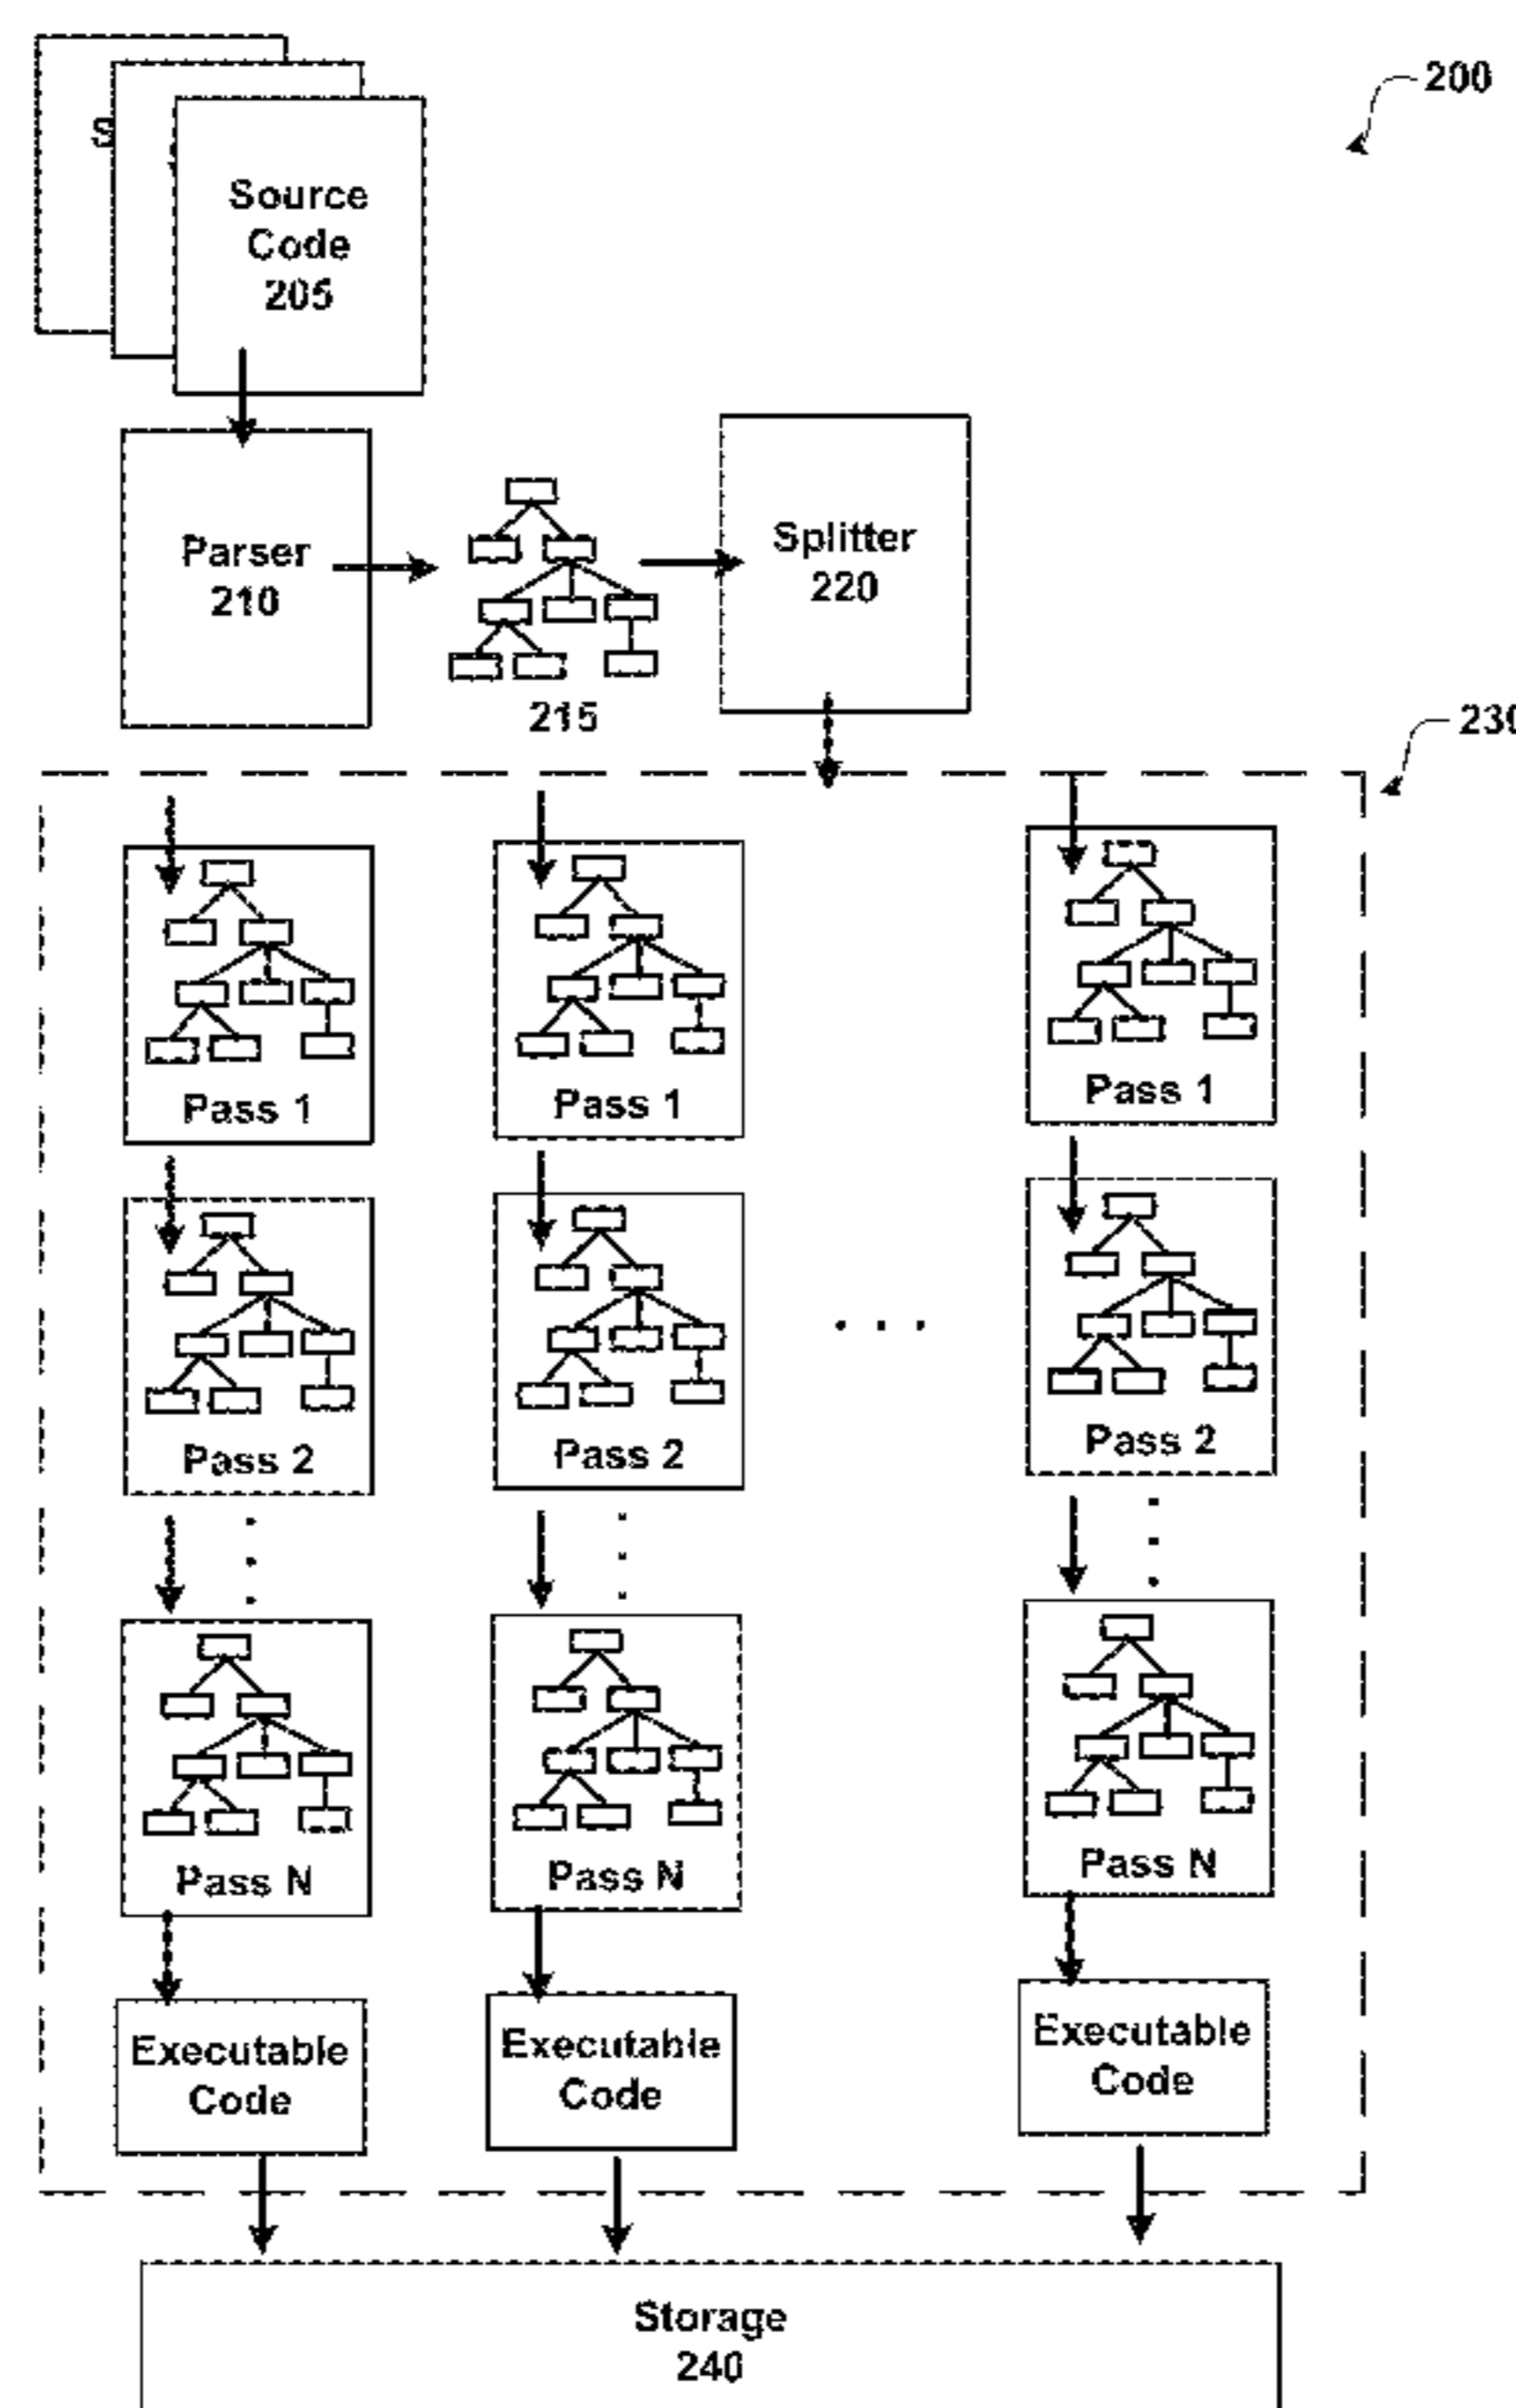 200
S
Source
Code
205
Parser
210
215
Splitter
220
230
Pass 1
Pass 1
Pass 1
Pass 2
Pass 2
. . .
Pass 2
Pass N
Pass N
Pass N
Executable
Code
Executable
Code
Executable
Code
Storage
240